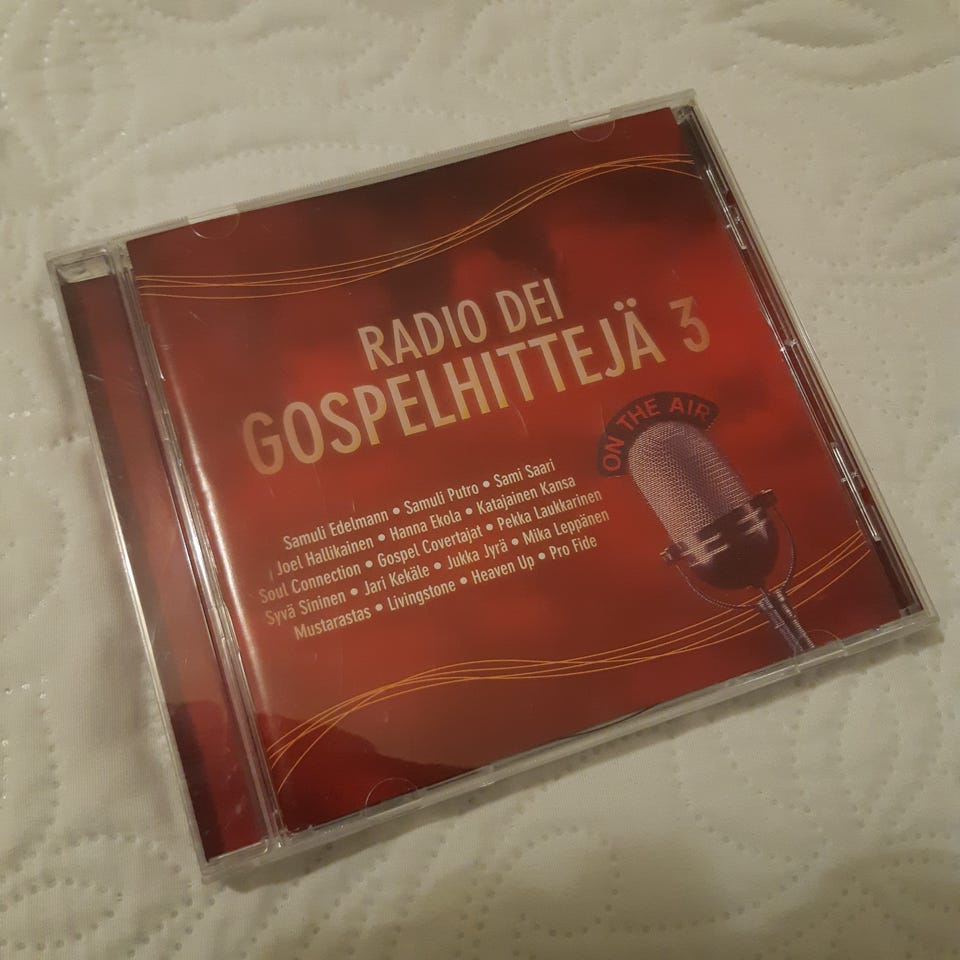 RADIO DEI
GOSPELHITTEJÄ 3
ON THE AIR
Samuli Edelmann • Samuli Putro • Sami Saari
Joel Hallikainen • Hanna Ekola • Katajainen Kansa
Soul Connection • Gospel Covertajat • Pekka Laukkarinen
Syvä Sininen • Jari Kekäle • Jukka Jyrä • Mika Leppänen
Mustarastas • Livingstone • Heaven Up • Pro Fide